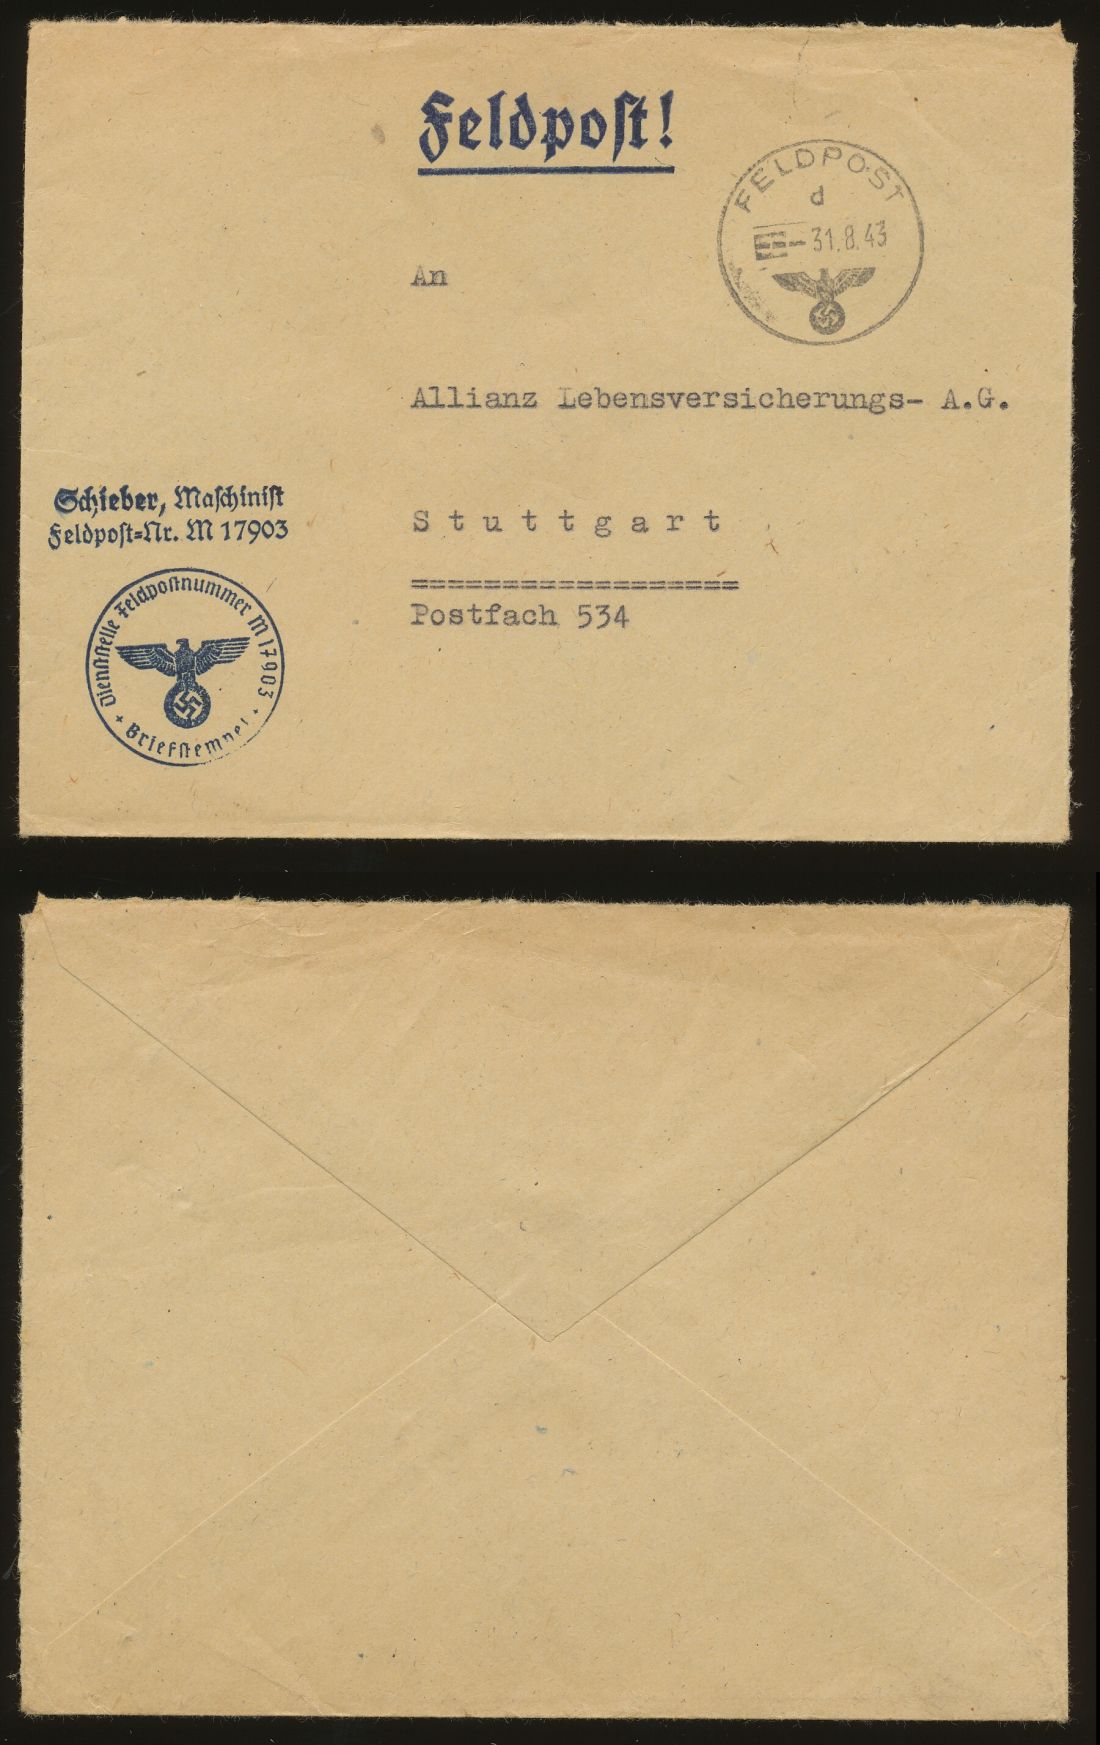 Feldpost!
FELDPOST
d
31.8.43
An
Allianz Lebensversicherungs- A.G.
Schieber, Maschinist
Feldpost=Nr. M 17903
Stuttgart
===================
Postfach 534
Dienststelle Feldpostnummer M 17903
+ Briefstempel +